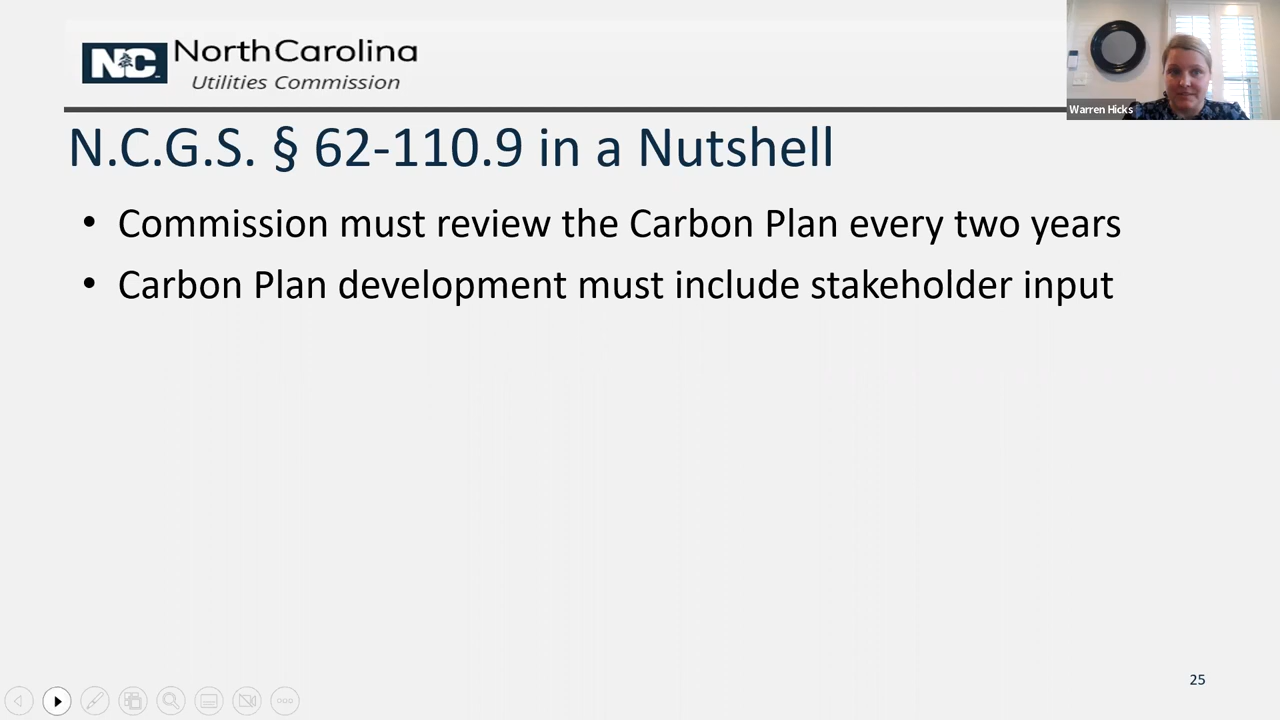 NC NorthCarolina
Utilities Commission
Warren Hicks
N.C.G.S. § 62-110.9 in a Nutshell
• Commission must review the Carbon Plan every two years
• Carbon Plan development must include stakeholder input
25